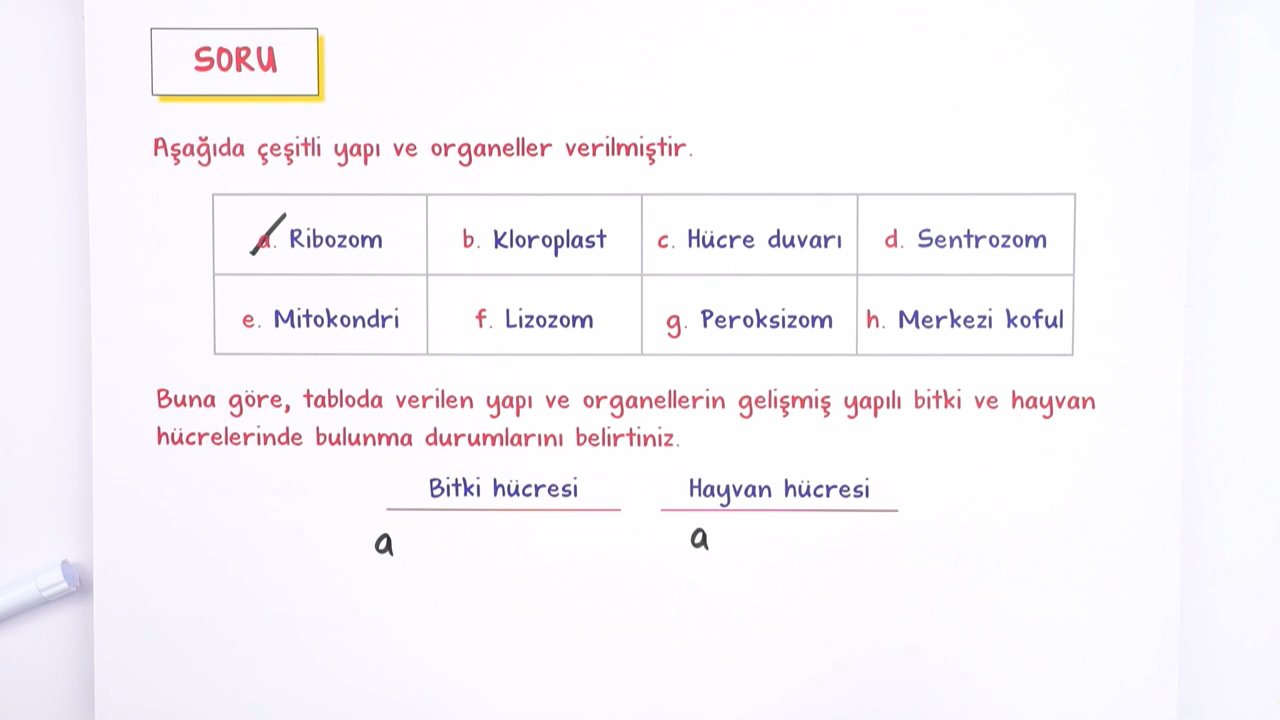 SORU
Aşağıda çeşitli yapı ve organeller verilmiştir.
a. Ribozom b. Kloroplast c. Hücre duvarı d. Sentrozom
e. Mitokondri f. Lizozom g. Peroksizom h. Merkezi koful
Buna göre, tabloda verilen yapı ve organellerin gelişmiş yapılı bitki ve hayvan
hücrelerinde bulunma durumlarını belirtiniz.
Bitki hücresi Hayvan hücresi
a a